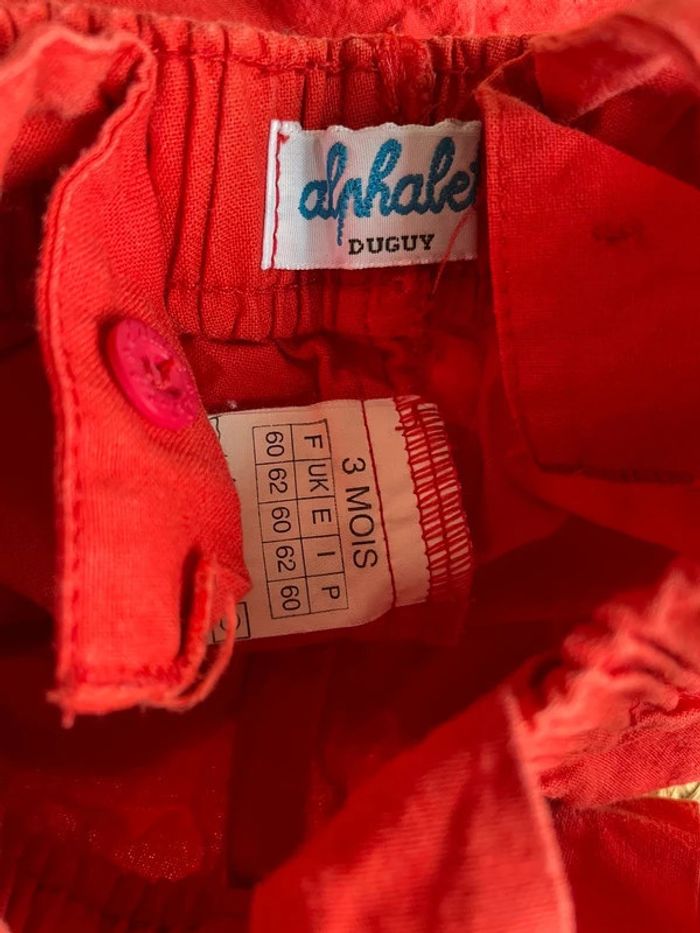 alphabet
DUGUY
3 MOIS
F UK E I P
60 62 60 62 60